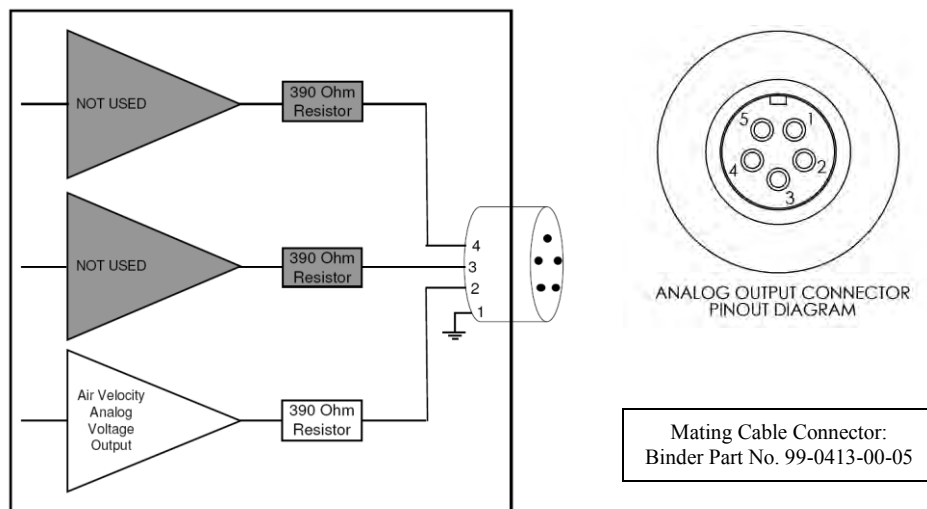 NOT USED
390 Ohm
Resistor
NOT USED
390 Ohm
Resistor
Air Velocity
Analog
Voltage
Output
390 Ohm
Resistor
4
3
2
1
5
1
4
2
3
ANALOG OUTPUT CONNECTOR
PINOUT DIAGRAM
Mating Cable Connector:
Binder Part No. 99-0413-00-05